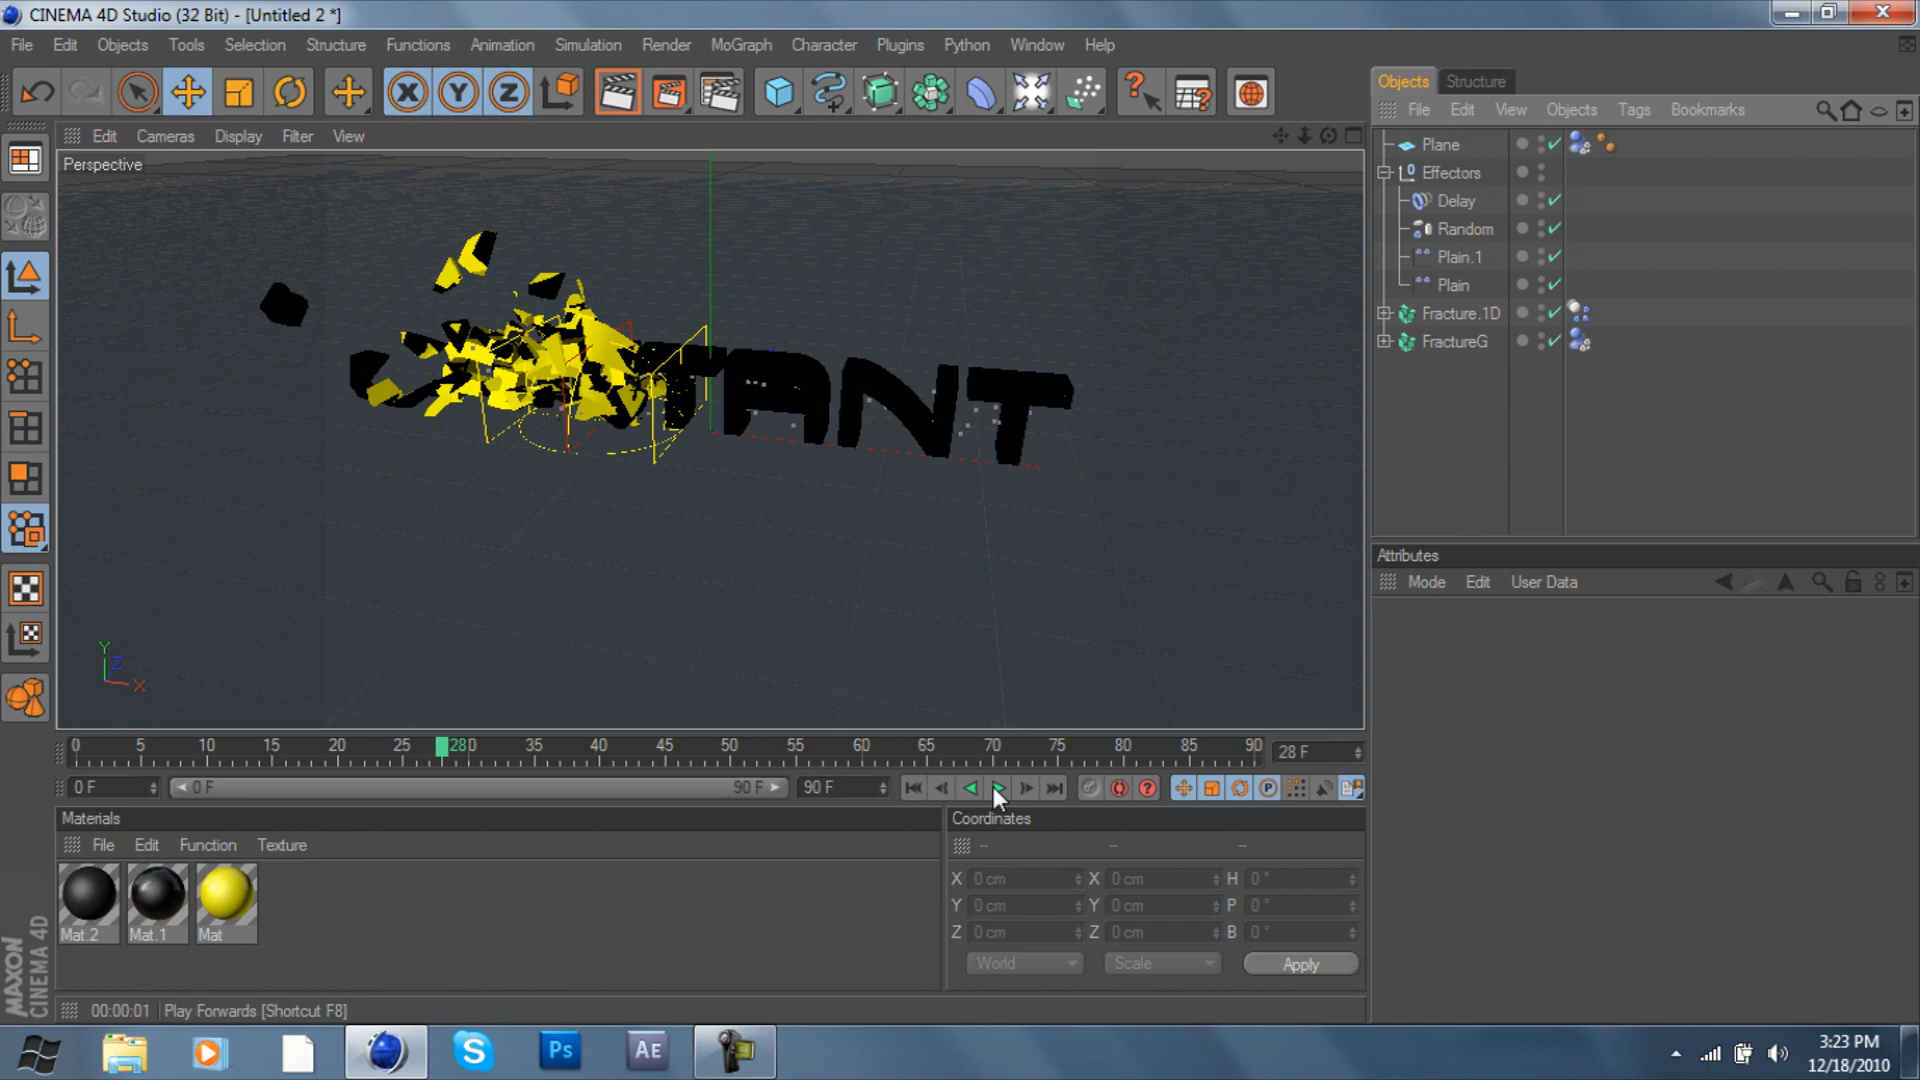 CINEMA 4D Studio (32 Bit) - [Untitled 2 *]
File Edit Objects Tools Selection Structure Functions Animation Simulation Render MoGraph Character Plugins Python Window Help
Objects Structure
File Edit View Objects Tags Bookmarks
Edit Cameras Display Filter View
Perspective
Plane
Effectors
Delay
Random
Plain.1
Plain
Fracture.1D
FractureG
TANT
Y
Z
X
Attributes
Mode Edit User Data
0 5 10 15 20 25 28 0 35 40 45 50 55 60 65 70 75 80 85 90 28 F
0 F 0 F 90 F 90 F
Materials
File Edit Function Texture
Mat.2 Mat.1 Mat
Coordinates
-- -- --
X 0 cm X 0 cm H 0 °
Y 0 cm Y 0 cm P 0 °
Z 0 cm Z 0 cm B 0 °
World Scale Apply
MAXON
CINEMA 4D
00:00:01 Play Forwards [Shortcut F8]
Ps AE
3:23 PM
12/18/2010